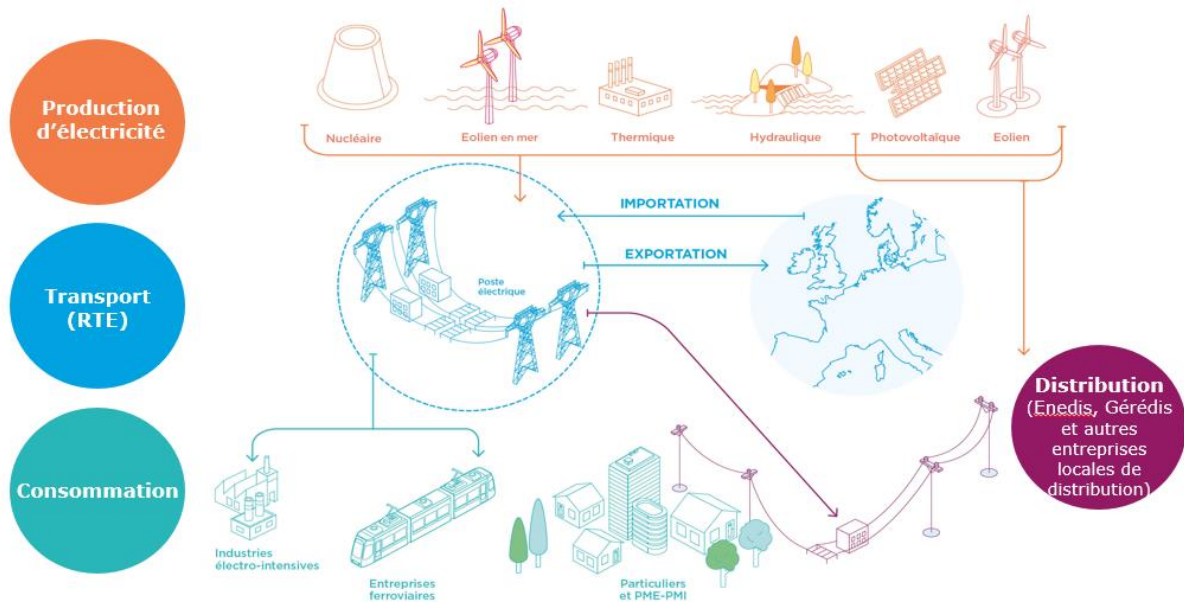 Production
d’électricité
Nucléaire
Eolien en mer
Thermique
Hydraulique
Photovoltaïque
Eolien
Transport
(RTE)
IMPORTATION
EXPORTATION
Poste
électrique
Distribution
(Enedis, Gérédis
et autres
entreprises
locales de
distribution)
Consommation
Industries
électro-intensives
Entreprises
ferroviaires
Particuliers
et PME-PMI